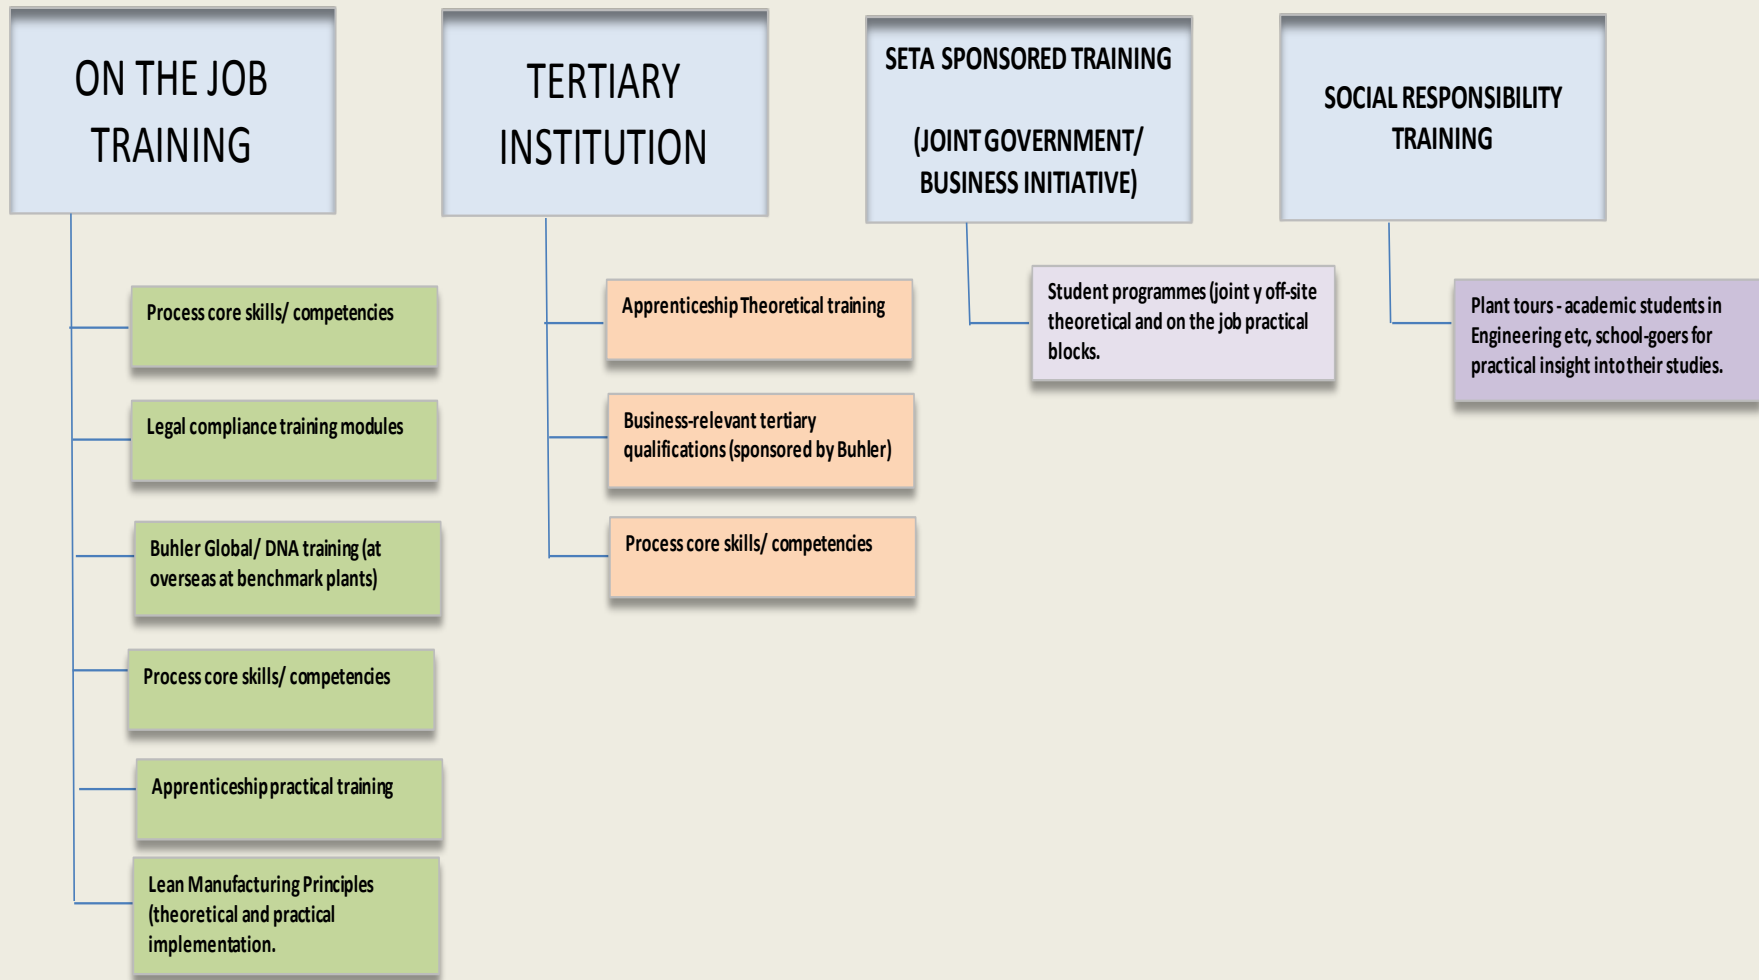 ON THE JOB
TRAINING
Process core skills/ competencies
Legal compliance training modules
Buhler Global/ DNA training (at
overseas at benchmark plants)
Process core skills/ competencies
Apprenticeship practical training
Lean Manufacturing Principles
(theoretical and practical
implementation.
TERTIARY
INSTITUTION
Apprenticeship Theoretical training
Business-relevant tertiary
qualifications (sponsored by Buhler)
Process core skills/ competencies
SETA SPONSORED TRAINING
(JOINT GOVERNMENT/
BUSINESS INITIATIVE)
Student programmes (joint y off-site
theoretical and on the job practical
blocks.
SOCIAL RESPONSIBILITY
TRAINING
Plant tours - academic students in
Engineering etc, school-goers for
practical insight into their studies.